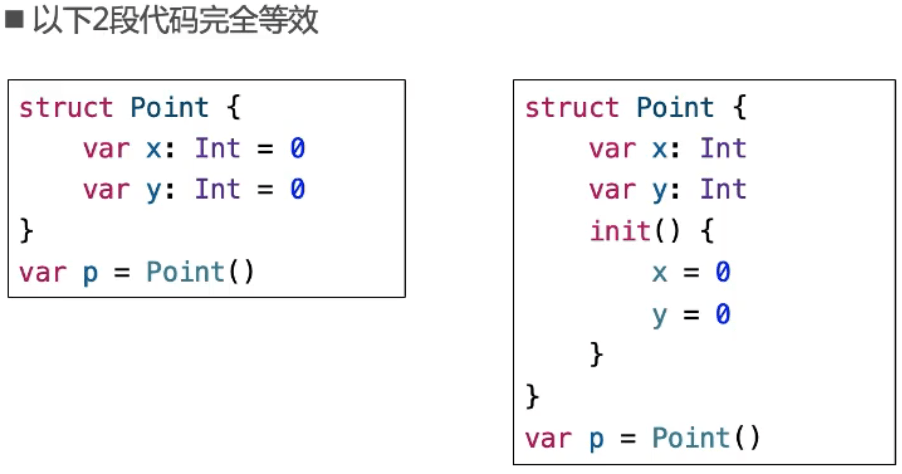 ■ 以下2段代码完全等效
struct Point {
    var x: Int = 0
    var y: Int = 0
}
var p = Point()
struct Point {
    var x: Int
    var y: Int
    init() {
        x = 0
        y = 0
    }
}
var p = Point()